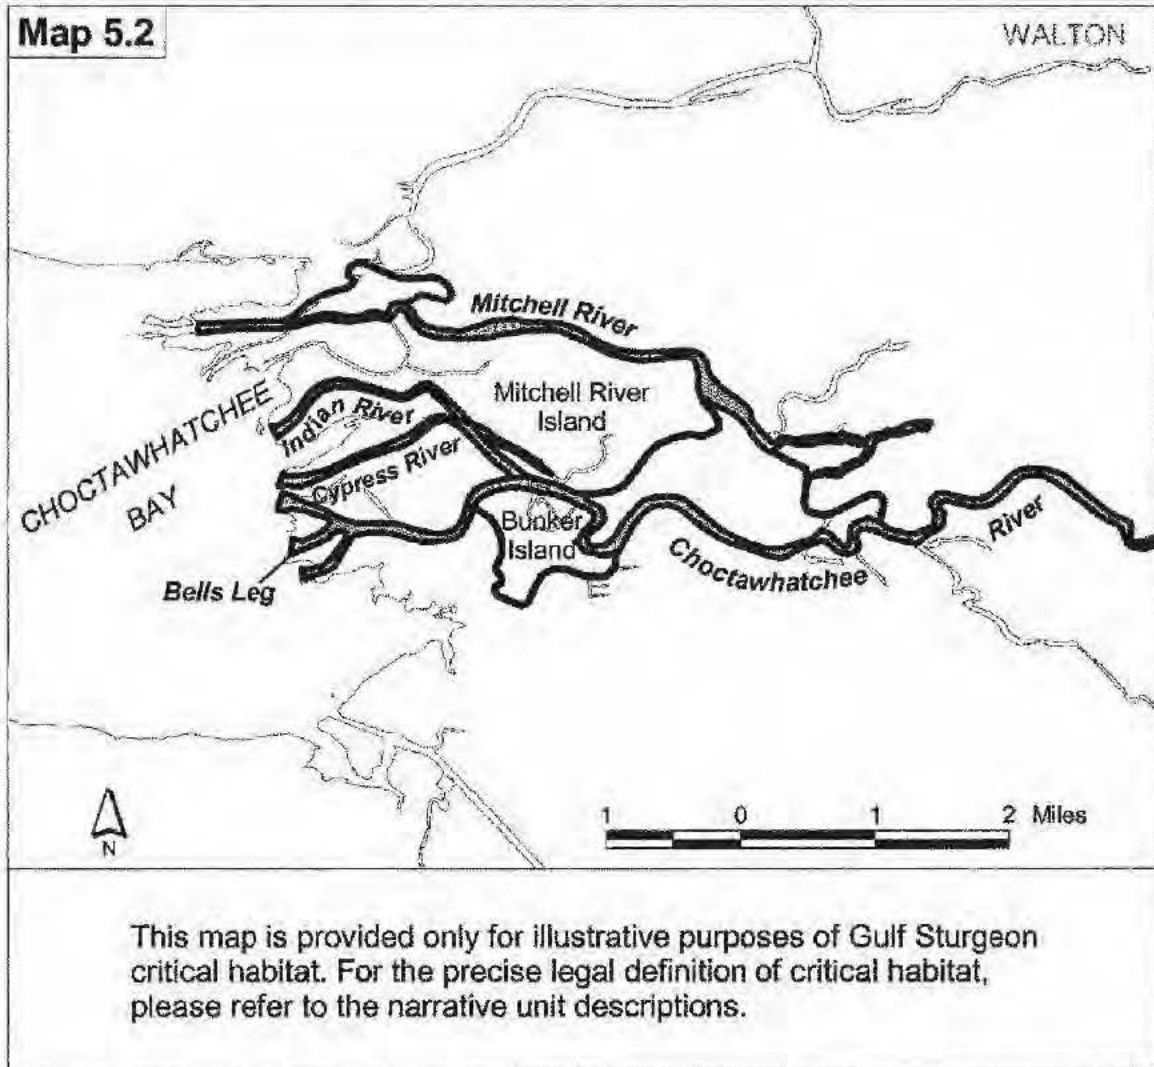 Map 5.2
WALTON
Mitchell River
Mitchell River
Island
Indian River
Cypress River
CHOCTAWHATCHEE
BAY
Bunker
Island
River
Choctawhatchee
Bells Leg
1 0 1 2 Miles
N
This map is provided only for illustrative purposes of Gulf Sturgeon
critical habitat. For the precise legal definition of critical habitat,
please refer to the narrative unit descriptions.